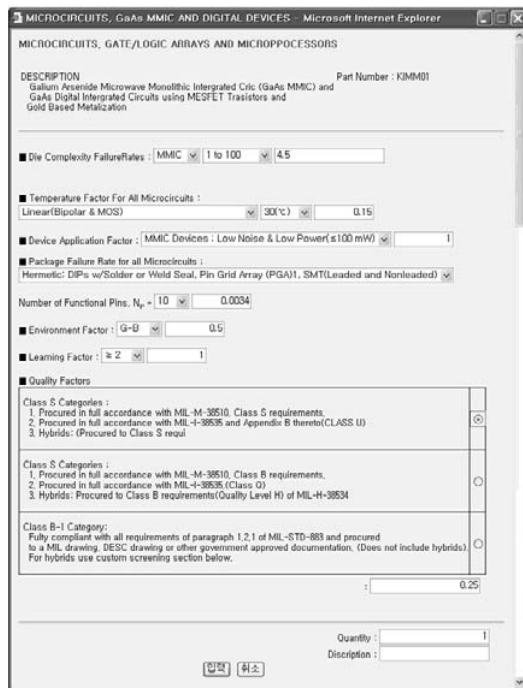 MICROCIRCUITS, GaAs MMIC AND DIGITAL DEVICES - Microsoft Internet Explorer
MICROCIRCUITS, GATE/LOGIC ARRAYS AND MICROPPOCESSORS
DESCRIPTION Part Number : KIMM01
Galium Arsenide Microwave Monolithic Intergrated Cric (GaAs MMIC) and
GaAs Digital Intergrated Circuits using MESFET Trasistors and
Gold Based Metalization
■ Die Complexity FailureRates : MMIC 1 to 100 4.5
■ Temperature Factor For All Microcircuits :
Linear(Bipolar & MOS) 30(℃) 0.15
■ Device Application Factor : MMIC Devices : Low Noise & Low Power(≤100 mW) 1
■ Package Failure Rate for all Microcircuits :
Hermetic: DIPs w/Solder or Weld Seal, Pin Grid Array (PGA)1, SMT(Leaded and Nonleaded)
Number of Functional Pins, Nₚ = 10 0.0034
■ Environment Factor : G-B 0.5
■ Learning Factor : ≥ 2 1
■ Quality Factors
Class S Categories :
1. Procured in full accordance with MIL-M-38510, Class S requirements,
2. Procured in full accordance with MIL-I-38535 and Appendix B thereto(CLASS U)
3. Hybrids: (Procured to Class S requi
Class S Categories :
1. Procured in full accordance with MIL-M-38510, Class B requirements,
2. Procured in full accordance with MIL-I-38535,(Class Q)
3. Hybrids: Procured to Class B requirements(Quality Level H) of MIL-H-38534
Class B-1 Category:
Fully compliant with all requirements of paragraph 1,2,1 of MIL-STD-883 and procured
to a MIL drawing, DESC drawing or other government approved documentation, (Does not include hybrids).
For hybrids use custom screening section below,
: 0.25
Quantity : 1
Discription :
입력 취소